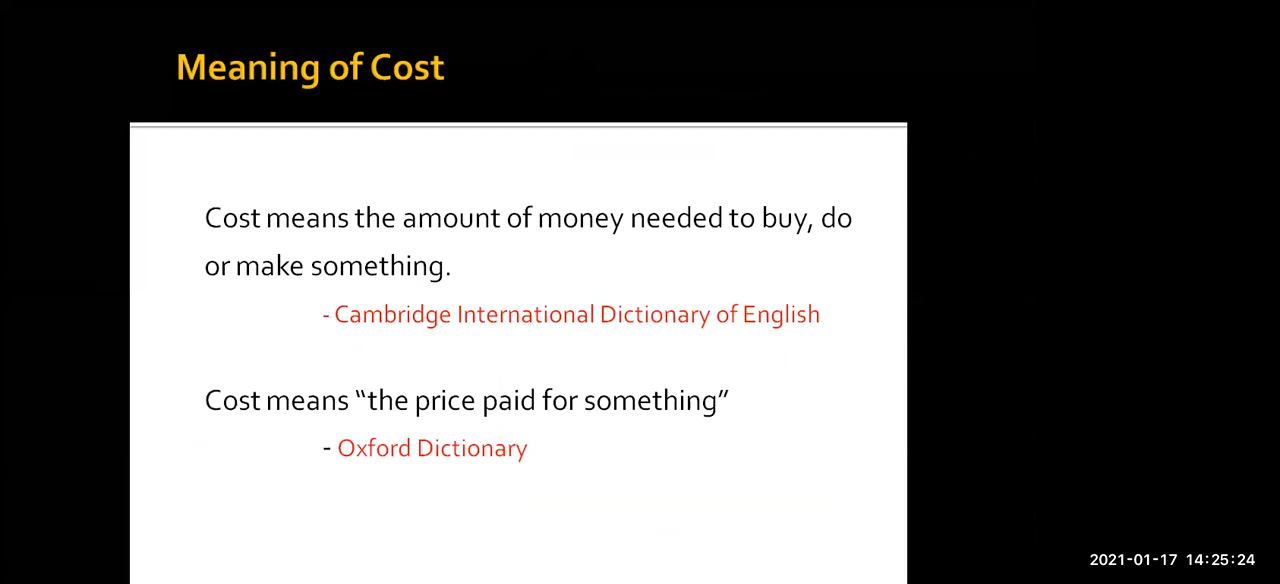 Meaning of Cost
Cost means the amount of money needed to buy, do
or make something.
- Cambridge International Dictionary of English
Cost means “the price paid for something”
- Oxford Dictionary
2021-01-17 14:25:24